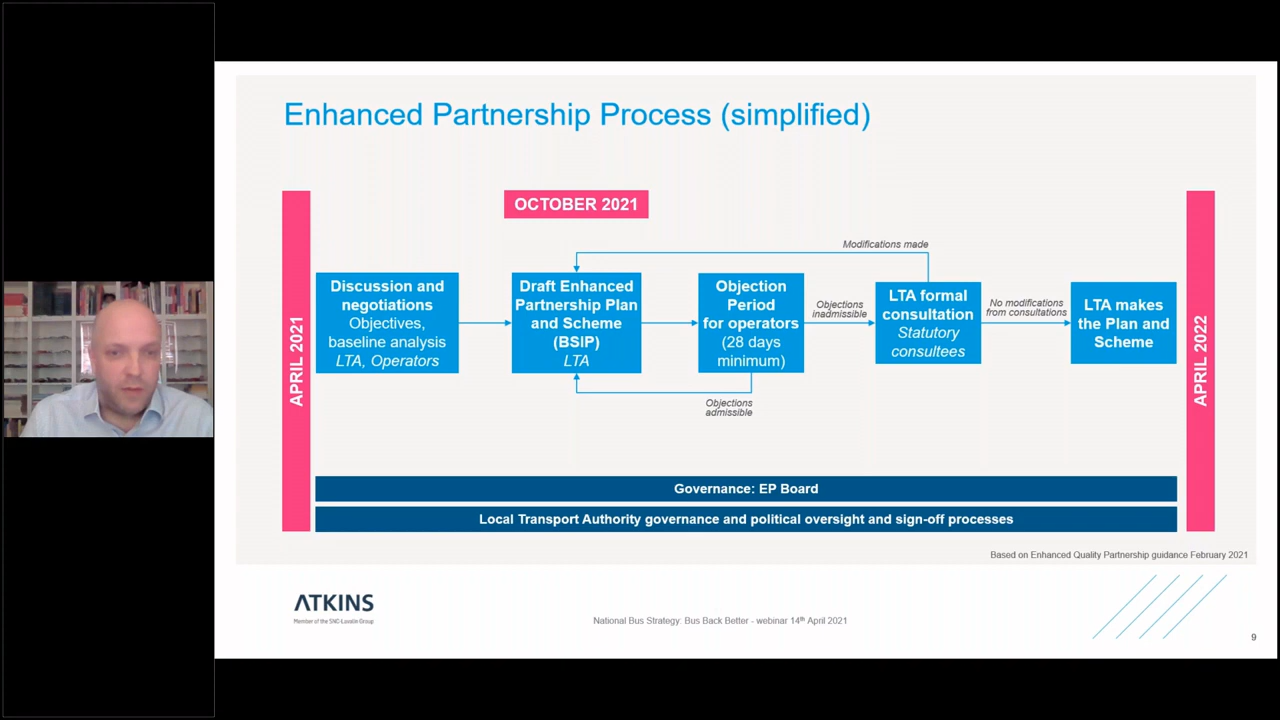 Enhanced Partnership Process (simplified)
OCTOBER 2021
APRIL 2021
Discussion and
negotiations
Objectives,
baseline analysis
LTA, Operators
Draft Enhanced
Partnership Plan
and Scheme
(BSIP)
LTA
Objection
Period
for operators
(28 days
minimum)
Objections
admissible
Objections
inadmissible
Modifications made
LTA formal
consultation
Statutory
consultees
No modifications
from consultations
LTA makes
the Plan and
Scheme
APRIL 2022
Governance: EP Board
Local Transport Authority governance and political oversight and sign-off processes
Based on Enhanced Quality Partnership guidance February 2021
ATKINS
Member of the SNC-Lavalin Group
National Bus Strategy: Bus Back Better - webinar 14th April 2021
9